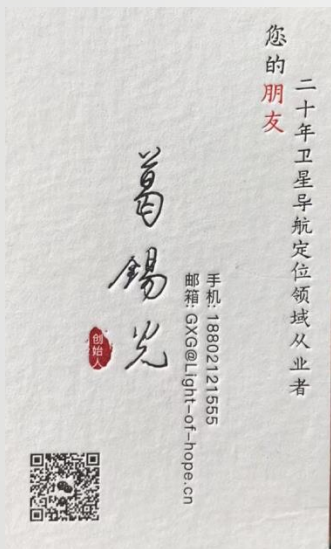 您的朋友
二十年卫星导航定位领域从业者
葛锡光
创始人
手机: 18802121555
邮箱: GXG@Light-of-hope.cn